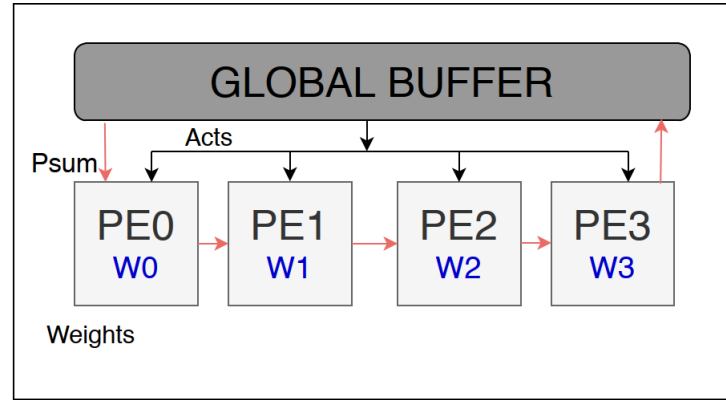 GLOBAL BUFFER
Acts
Psum
PE0 PE1 PE2 PE3
W0 W1 W2 W3
Weights